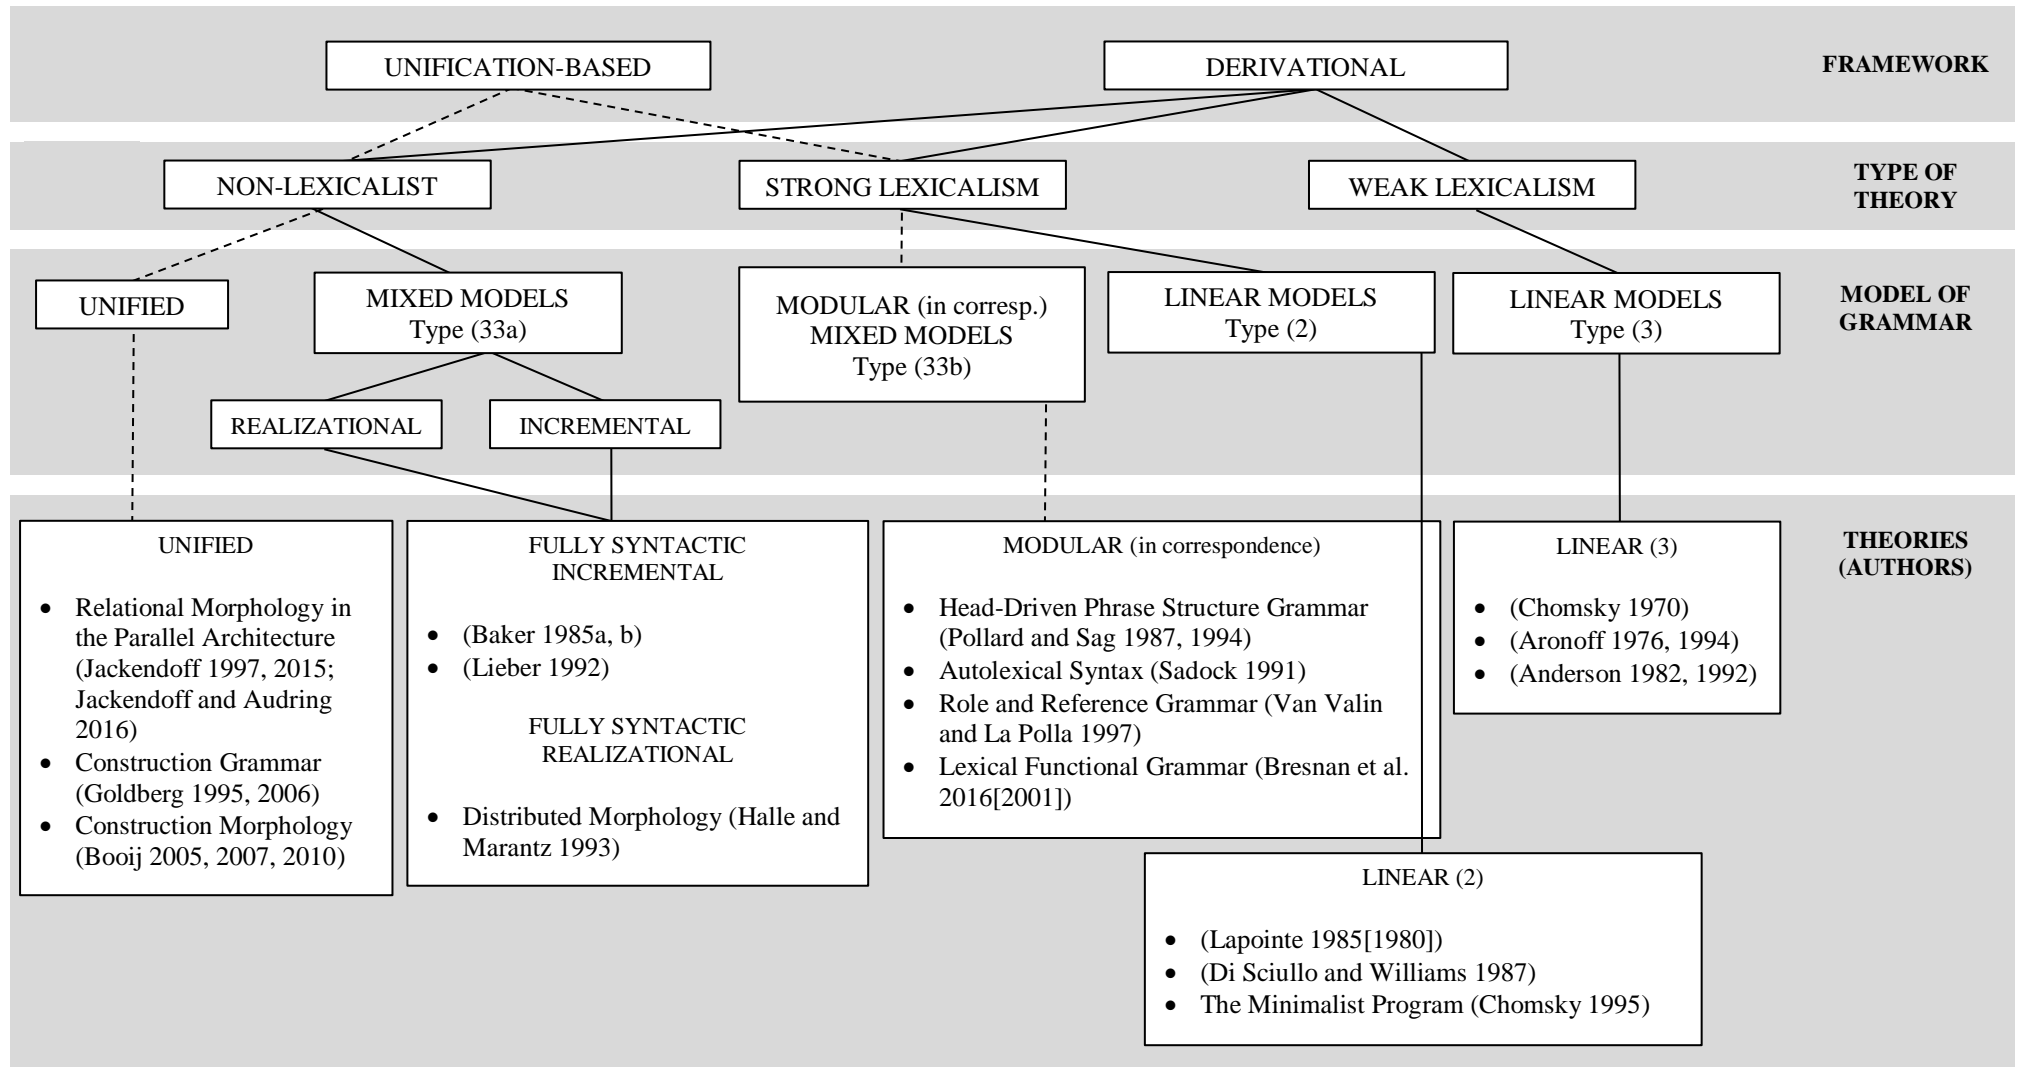 UNIFICATION-BASED
DERIVATIONAL
FRAMEWORK
NON-LEXICALIST
STRONG LEXICALISM
WEAK LEXICALISM
TYPE OF
THEORY
UNIFIED
MIXED MODELS
Type (33a)
MODULAR (in corresp.)
MIXED MODELS
Type (33b)
LINEAR MODELS
Type (2)
LINEAR MODELS
Type (3)
MODEL OF
GRAMMAR
REALIZATIONAL
INCREMENTAL
UNIFIED
• Relational Morphology in
the Parallel Architecture
(Jackendoff 1997, 2015;
Jackendoff and Audring
2016)
• Construction Grammar
(Goldberg 1995, 2006)
• Construction Morphology
(Booij 2005, 2007, 2010)
FULLY SYNTACTIC
INCREMENTAL
• (Baker 1985a, b)
• (Lieber 1992)
FULLY SYNTACTIC
REALIZATIONAL
• Distributed Morphology (Halle and
Marantz 1993)
MODULAR (in correspondence)
• Head-Driven Phrase Structure Grammar
(Pollard and Sag 1987, 1994)
• Autolexical Syntax (Sadock 1991)
• Role and Reference Grammar (Van Valin
and La Polla 1997)
• Lexical Functional Grammar (Bresnan et al.
2016[2001])
LINEAR (3)
• (Chomsky 1970)
• (Aronoff 1976, 1994)
• (Anderson 1982, 1992)
THEORIES
(AUTHORS)
LINEAR (2)
• (Lapointe 1985[1980])
• (Di Sciullo and Williams 1987)
• The Minimalist Program (Chomsky 1995)